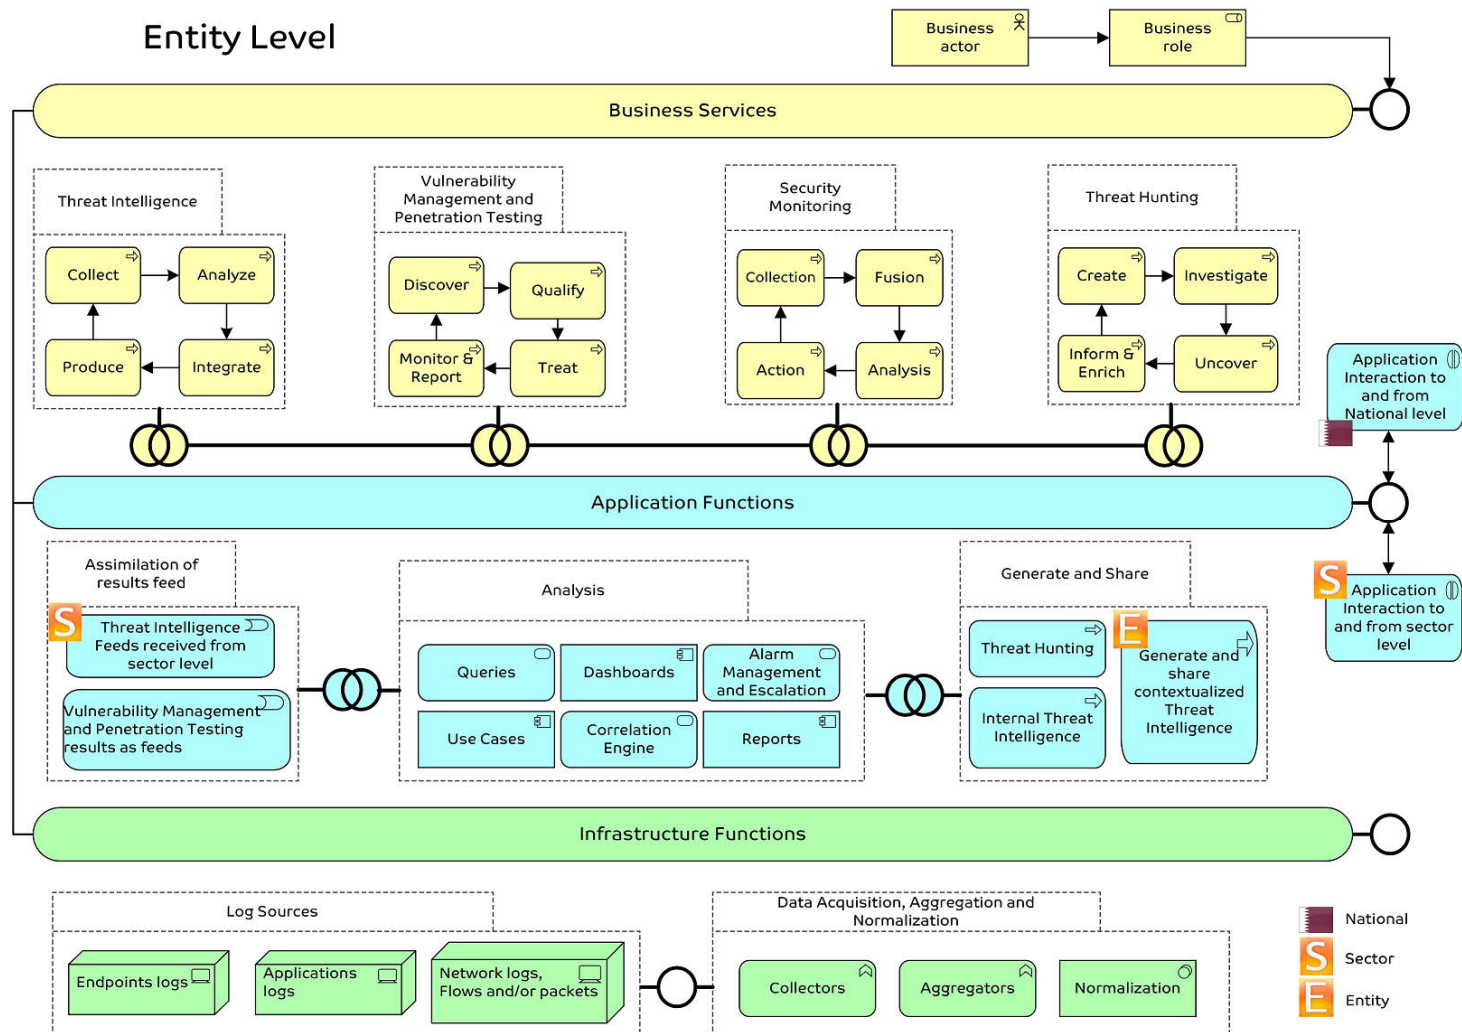 Entity Level
Business
actor
Business
role
Business Services
Threat Intelligence
Collect
Analyze
Produce
Integrate
Vulnerability
Management and
Penetration Testing
Discover
Qualify
Monitor &
Report
Treat
Security
Monitoring
Collection
Fusion
Action
Analysis
Threat Hunting
Create
Investigate
Inform &
Enrich
Uncover
Application
Interaction to
and from
National level
Application Functions
Assimilation of
results feed
S
Threat Intelligence
Feeds received from
sector level
Vulnerability Management
and Penetration Testing
results as feeds
Analysis
Queries
Dashboards
Alarm
Management
and Escalation
Use Cases
Correlation
Engine
Reports
Generate and Share
Threat Hunting
Internal Threat
Intelligence
E
Generate and
share
contextualized
Threat
Intelligence
S
Application
Interaction to
and from sector
level
Infrastructure Functions
Log Sources
Endpoints logs
Applications
logs
Network logs,
Flows and/or packets
Data Acquisition, Aggregation and
Normalization
Collectors
Aggregators
Normalization
National
S
Sector
E
Entity